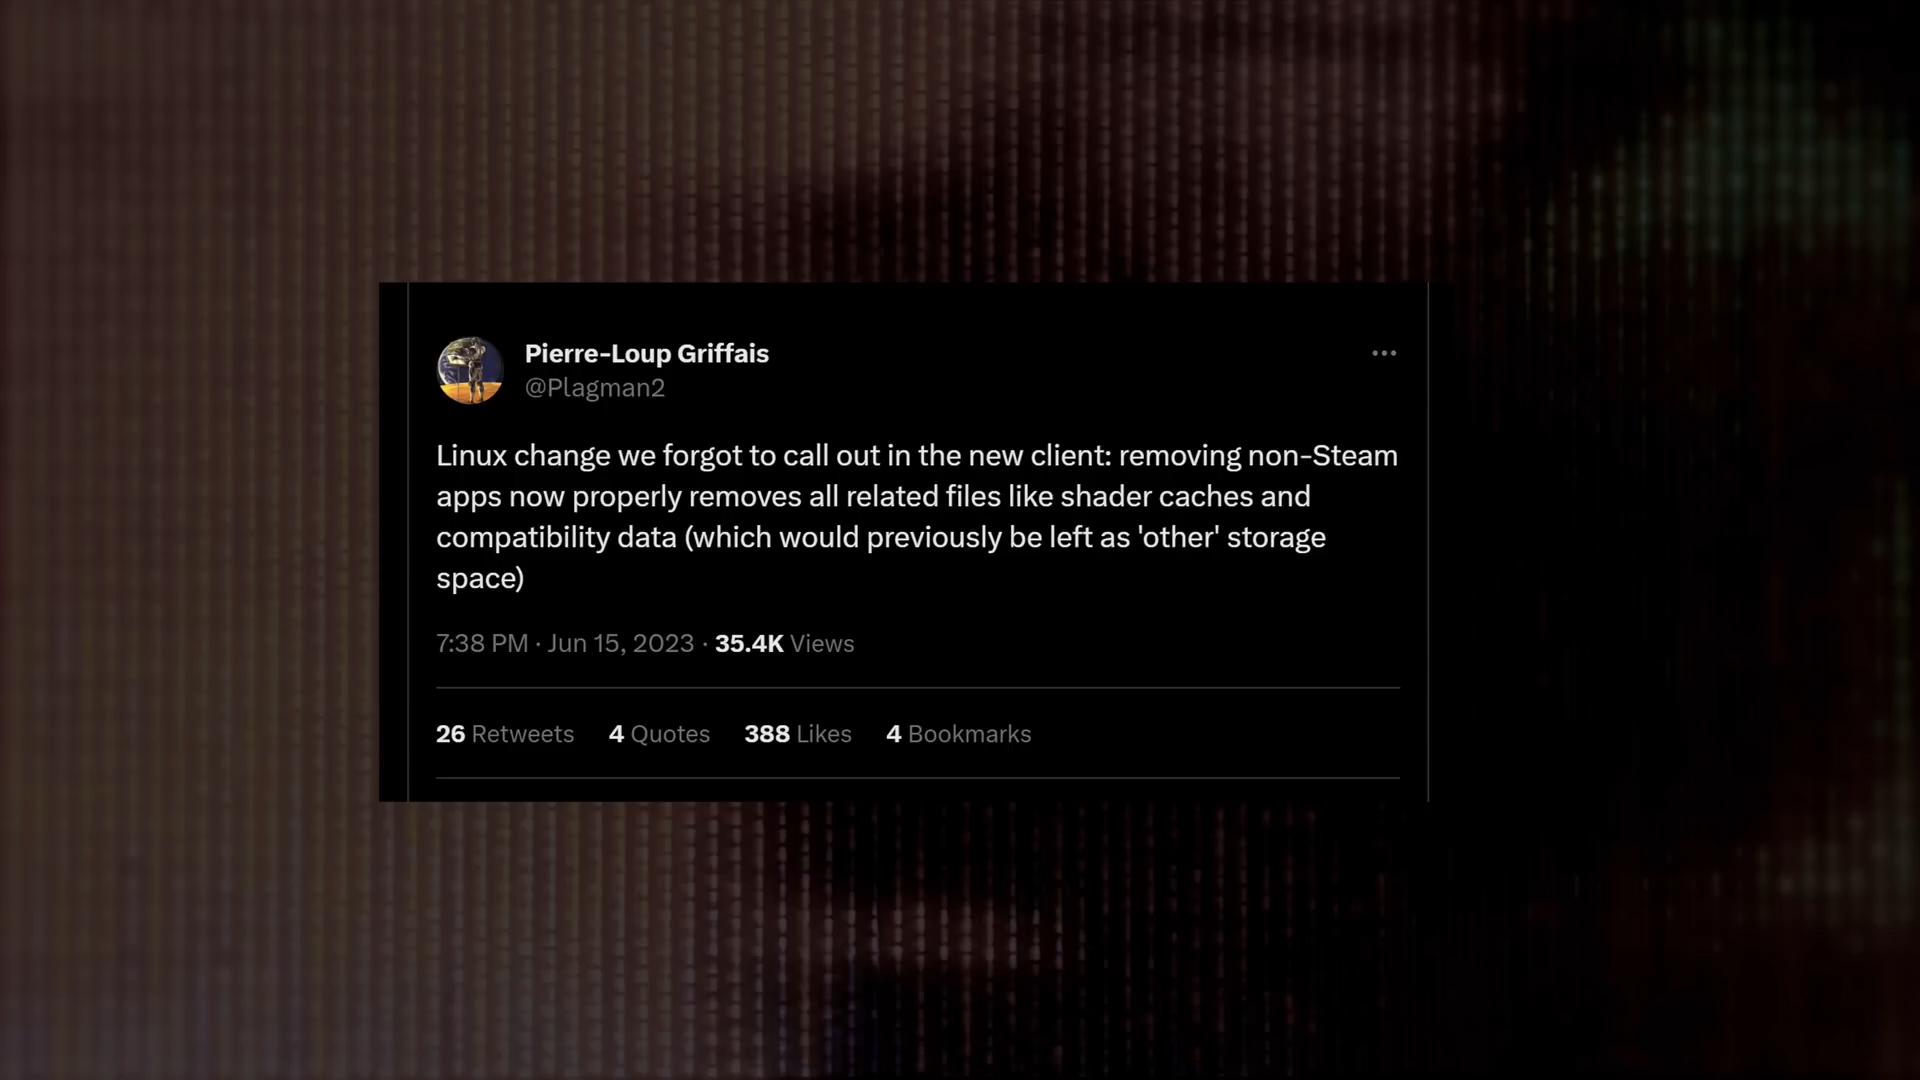 Pierre-Loup Griffais
@Plagman2
Linux change we forgot to call out in the new client: removing non-Steam
apps now properly removes all related files like shader caches and
compatibility data (which would previously be left as 'other' storage
space)
7:38 PM · Jun 15, 2023 · 35.4K Views
26 Retweets 4 Quotes 388 Likes 4 Bookmarks